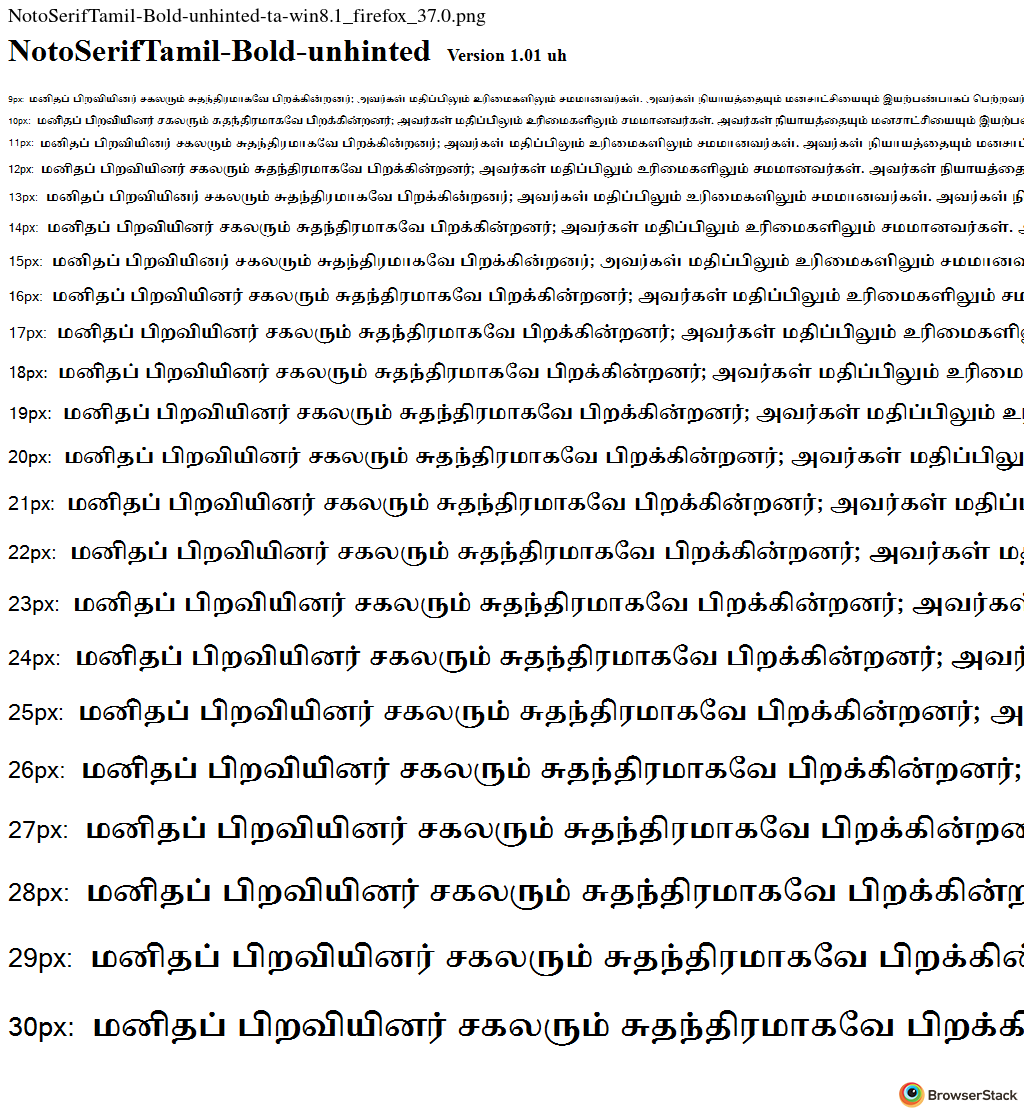 NotoSerifTamil-Bold-unhinted-ta-win8.1_firefox_37.0.png
NotoSerifTamil-Bold-unhinted Version 1.01 uh
9px: மனிதப் பிறவியினர் சகலரும் சுதந்திரமாகவே பிறக்கின்றனர்; அவர்கள் மதிப்பிலும் உரிமைகளிலும் சமமானவர்கள். அவர்கள் நியாயத்தையும் மனசாட்சியையும் இயற்பண்பாகப் பெற்றவர்
10px: மனிதப் பிறவியினர் சகலரும் சுதந்திரமாகவே பிறக்கின்றனர்; அவர்கள் மதிப்பிலும் உரிமைகளிலும் சமமானவர்கள். அவர்கள் நியாயத்தையும் மனசாட்சியையும் இயற்ப
11px: மனிதப் பிறவியினர் சகலரும் சுதந்திரமாகவே பிறக்கின்றனர்; அவர்கள் மதிப்பிலும் உரிமைகளிலும் சமமானவர்கள். அவர்கள் நியாயத்தையும் மனசாட்
12px: மனிதப் பிறவியினர் சகலரும் சுதந்திரமாகவே பிறக்கின்றனர்; அவர்கள் மதிப்பிலும் உரிமைகளிலும் சமமானவர்கள். அவர்கள் நியாயத்தை
13px: மனிதப் பிறவியினர் சகலரும் சுதந்திரமாகவே பிறக்கின்றனர்; அவர்கள் மதிப்பிலும் உரிமைகளிலும் சமமானவர்கள். அவர்கள் நி
14px: மனிதப் பிறவியினர் சகலரும் சுதந்திரமாகவே பிறக்கின்றனர்; அவர்கள் மதிப்பிலும் உரிமைகளிலும் சமமானவர்கள்.
15px: மனிதப் பிறவியினர் சகலரும் சுதந்திரமாகவே பிறக்கின்றனர்; அவர்கள் மதிப்பிலும் உரிமைகளிலும் சமமானவ
16px: மனிதப் பிறவியினர் சகலரும் சுதந்திரமாகவே பிறக்கின்றனர்; அவர்கள் மதிப்பிலும் உரிமைகளிலும் சம
17px: மனிதப் பிறவியினர் சகலரும் சுதந்திரமாகவே பிறக்கின்றனர்; அவர்கள் மதிப்பிலும் உரிமைகளி
18px: மனிதப் பிறவியினர் சகலரும் சுதந்திரமாகவே பிறக்கின்றனர்; அவர்கள் மதிப்பிலும் உரிமை
19px: மனிதப் பிறவியினர் சகலரும் சுதந்திரமாகவே பிறக்கின்றனர்; அவர்கள் மதிப்பிலும் உ
20px: மனிதப் பிறவியினர் சகலரும் சுதந்திரமாகவே பிறக்கின்றனர்; அவர்கள் மதிப்பிலு
21px: மனிதப் பிறவியினர் சகலரும் சுதந்திரமாகவே பிறக்கின்றனர்; அவர்கள் மதிப்
22px: மனிதப் பிறவியினர் சகலரும் சுதந்திரமாகவே பிறக்கின்றனர்; அவர்கள் மதி
23px: மனிதப் பிறவியினர் சகலரும் சுதந்திரமாகவே பிறக்கின்றனர்; அவர்கள்
24px: மனிதப் பிறவியினர் சகலரும் சுதந்திரமாகவே பிறக்கின்றனர்; அவர்
25px: மனிதப் பிறவியினர் சகலரும் சுதந்திரமாகவே பிறக்கின்றனர்; அ
26px: மனிதப் பிறவியினர் சகலரும் சுதந்திரமாகவே பிறக்கின்றனர்;
27px: மனிதப் பிறவியினர் சகலரும் சுதந்திரமாகவே பிறக்கின்றன
28px: மனிதப் பிறவியினர் சகலரும் சுதந்திரமாகவே பிறக்கின்ற
29px: மனிதப் பிறவியினர் சகலரும் சுதந்திரமாகவே பிறக்கின்
30px: மனிதப் பிறவியினர் சகலரும் சுதந்திரமாகவே பிறக்கி
BrowserStack